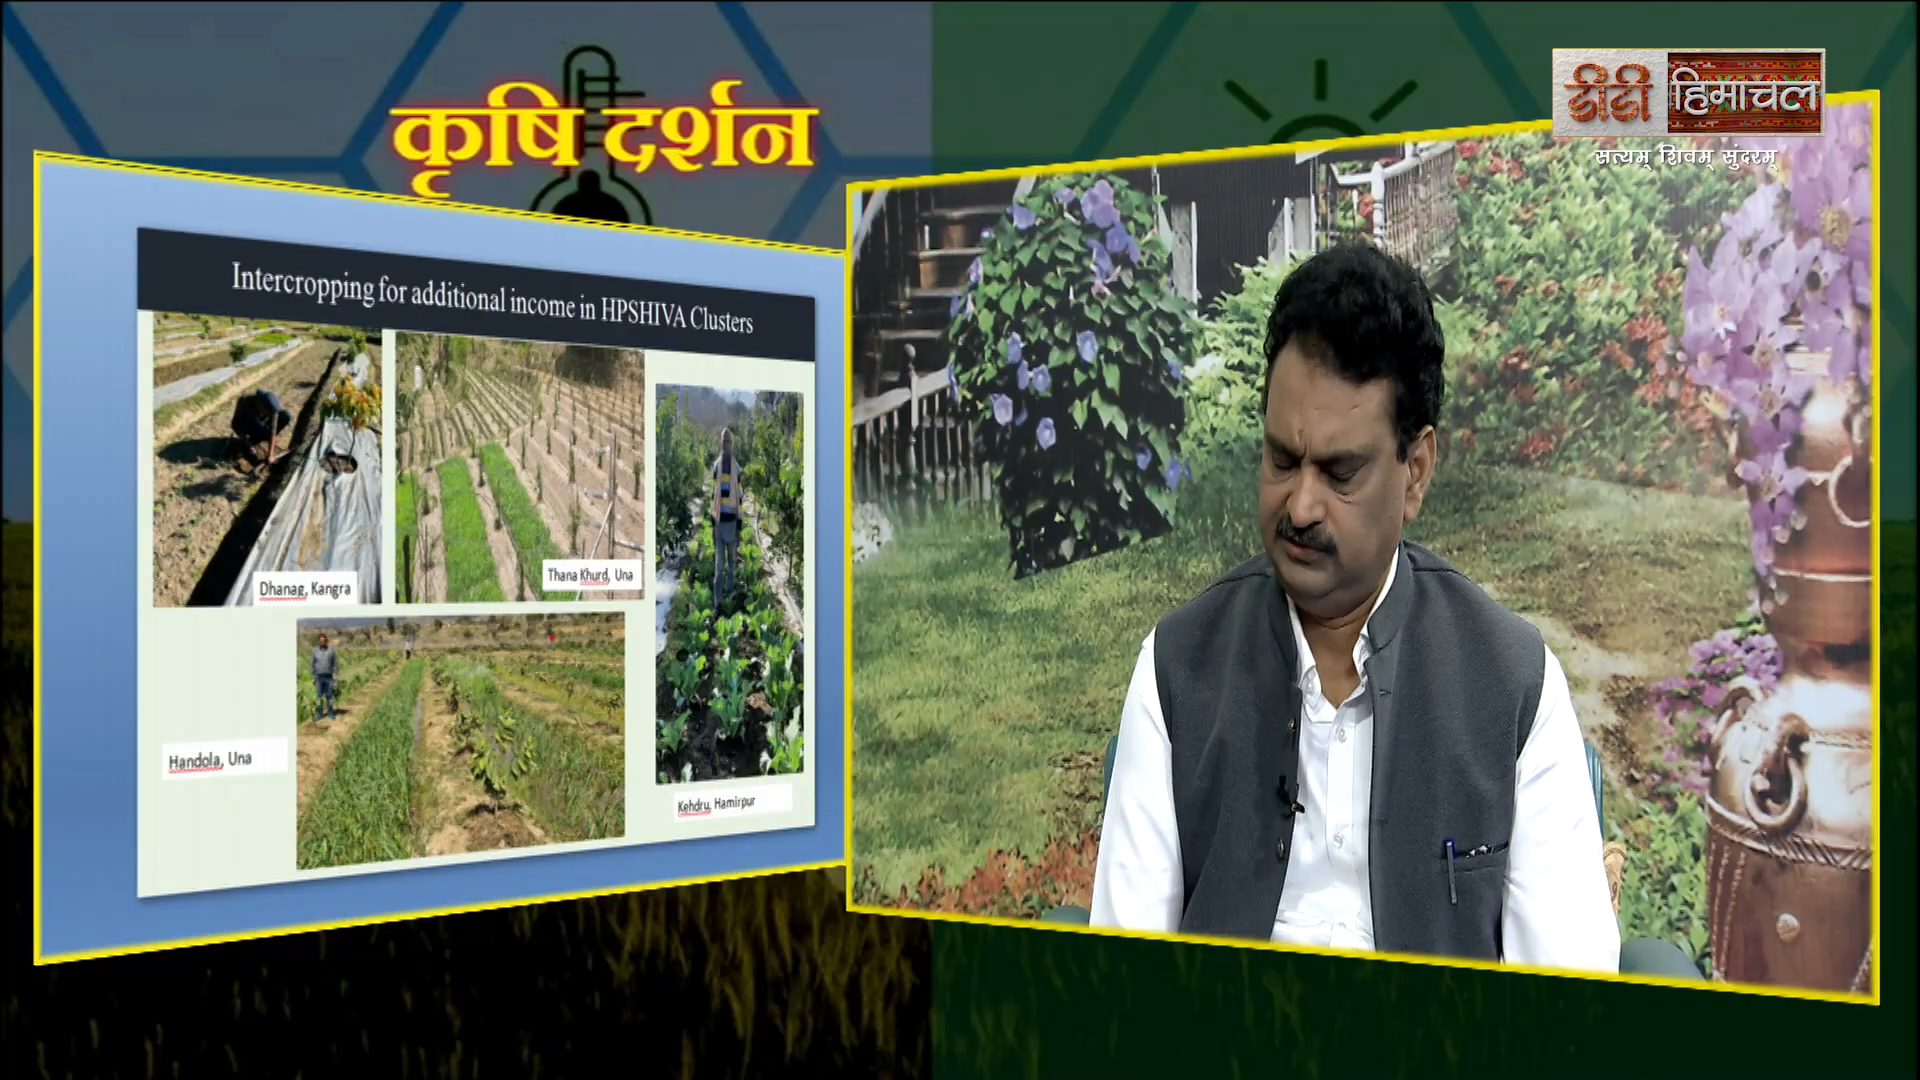 कृषि दर्शन
डीडी हिमाचल
सत्यम् शिवम् सुंदरम्
Intercropping for additional income in HPSHIVA Clusters
Dhanag, Kangra
Thana Khurd, Una
Handola, Una
Kehdru, Hamirpur